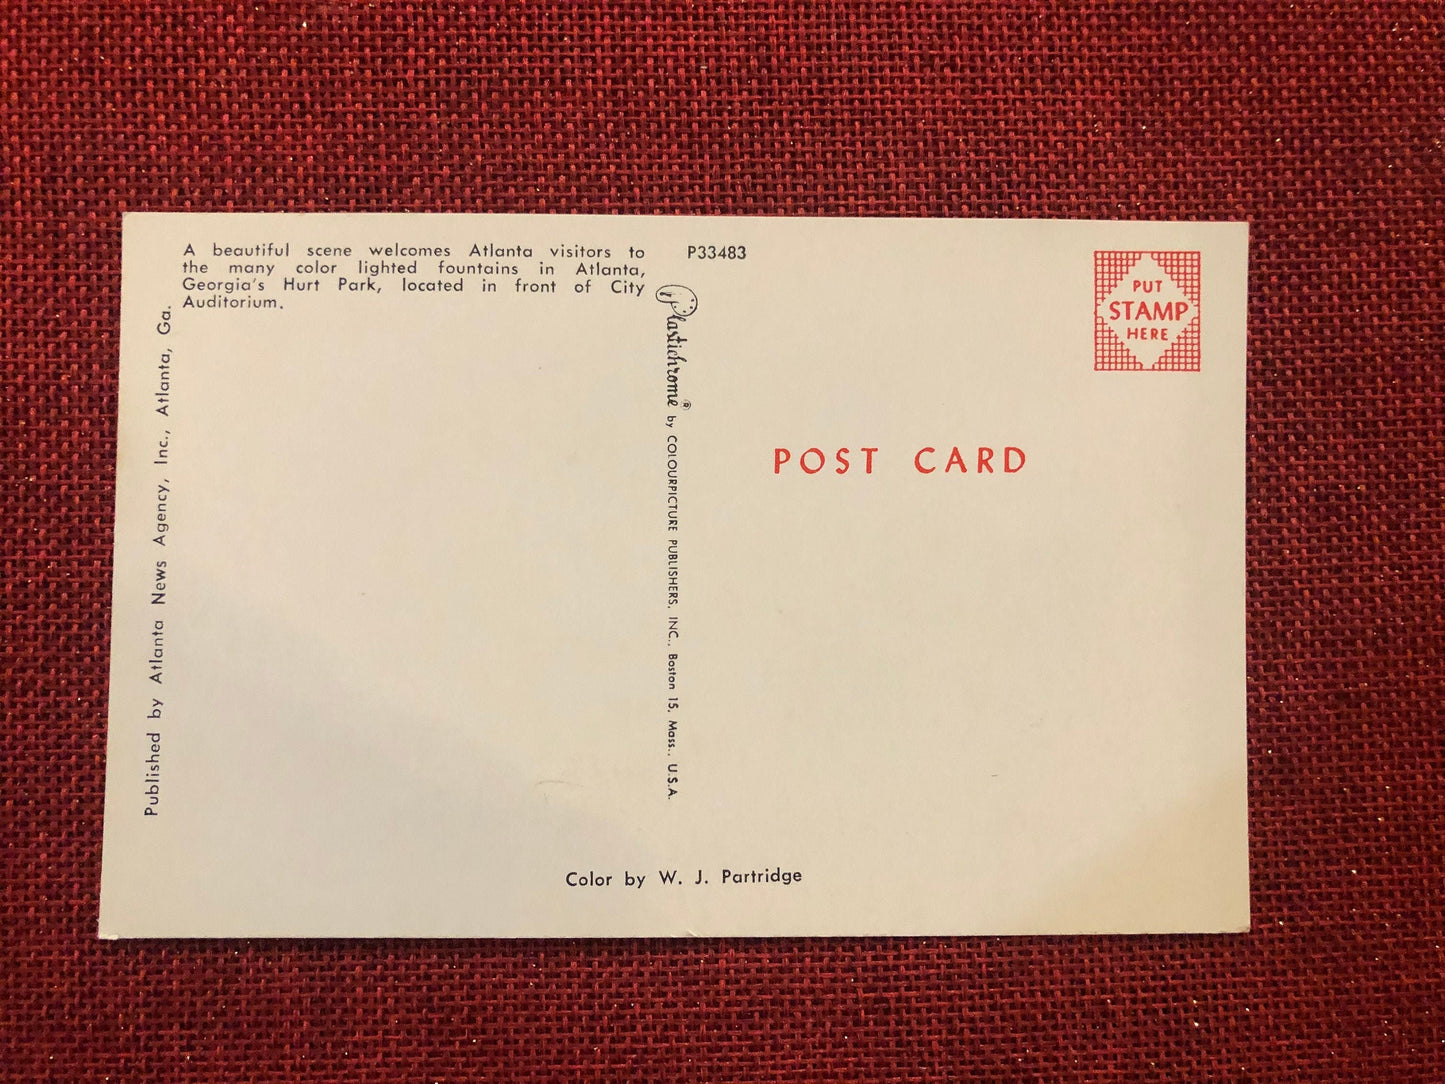 A beautiful scene welcomes Atlanta visitors to
the many color lighted fountains in Atlanta,
Georgia's Hurt Park, located in front of City
Auditorium.
P33483
PUT
STAMP
HERE
POST CARD
Published by Atlanta News Agency, Inc., Atlanta, Ga.
Plastichrome® by COLOURPICTURE PUBLISHERS, INC., Boston 15, Mass., U.S.A.
Color by W. J. Partridge